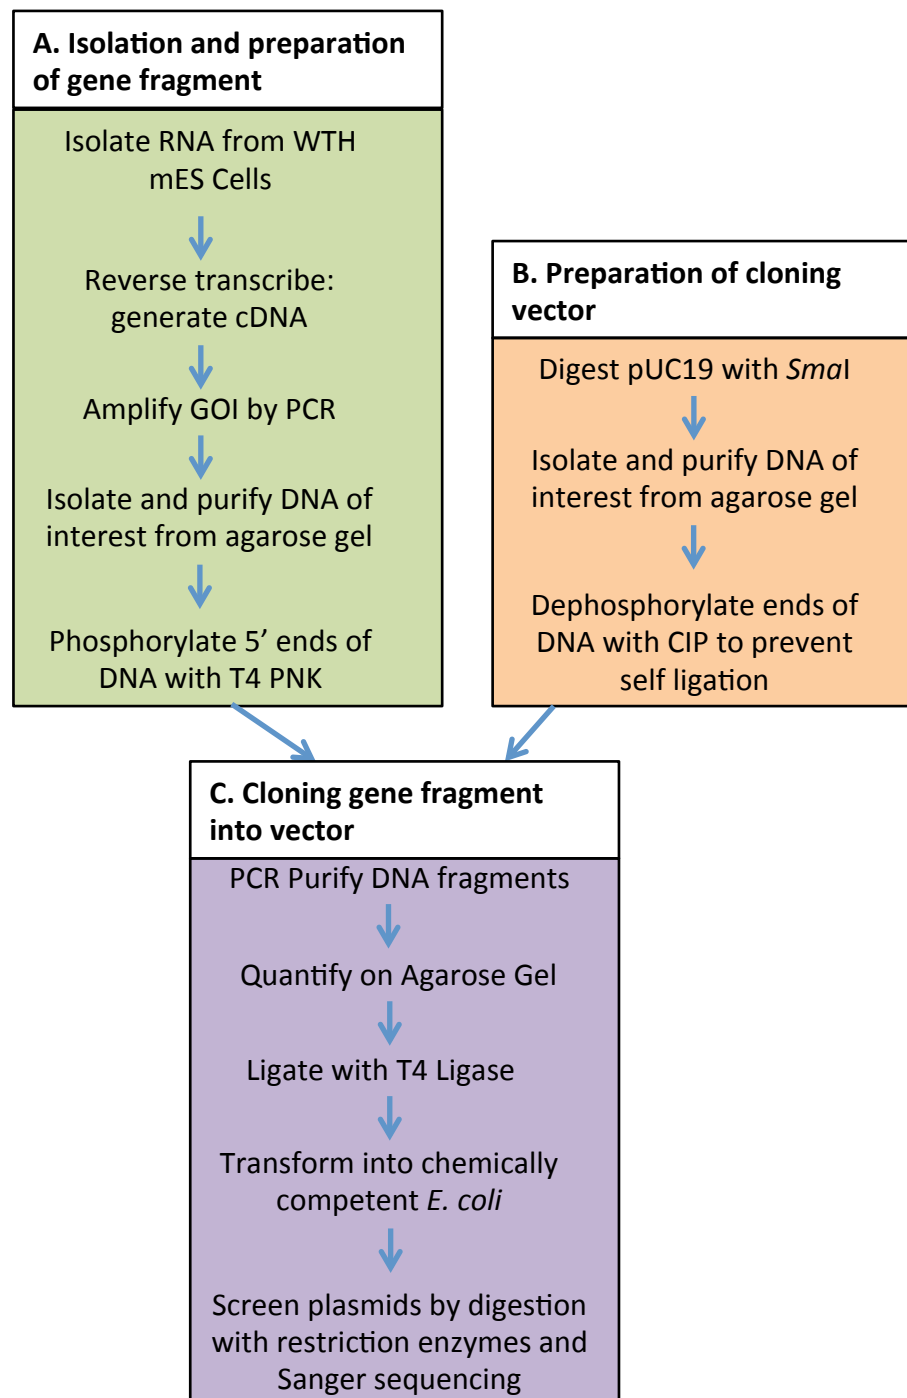 A. Isolation and preparation
of gene fragment
Isolate RNA from WTH
mES Cells
Reverse transcribe:
generate cDNA
Amplify GOI by PCR
Isolate and purify DNA of
interest from agarose gel
Phosphorylate 5’ ends of
DNA with T4 PNK
B. Preparation of cloning
vector
Digest pUC19 with SmaI
Isolate and purify DNA of
interest from agarose gel
Dephosphorylate ends of
DNA with CIP to prevent
self ligation
C. Cloning gene fragment
into vector
PCR Purify DNA fragments
Quantify on Agarose Gel
Ligate with T4 Ligase
Transform into chemically
competent E. coli
Screen plasmids by digestion
with restriction enzymes and
Sanger sequencing